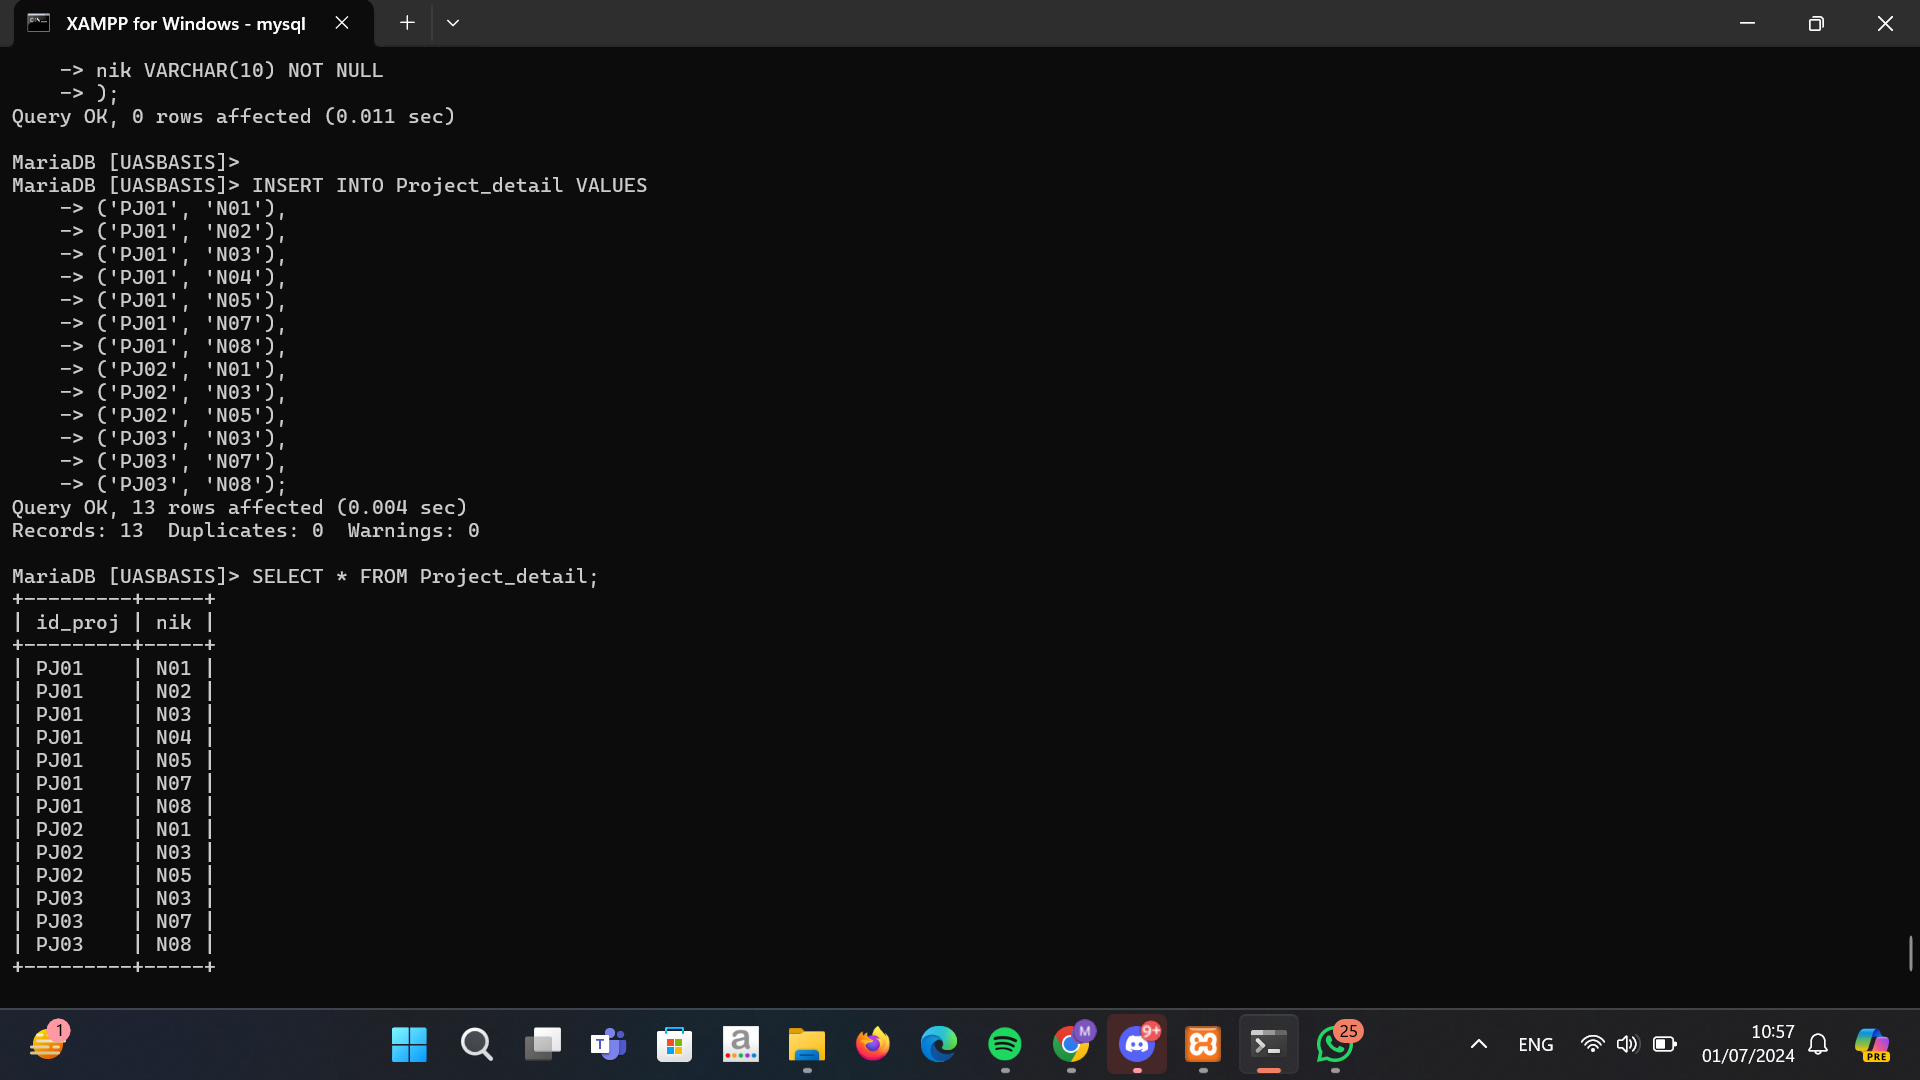 XAMPP for Windows - mysql
    -> nik VARCHAR(10) NOT NULL
    -> );
Query OK, 0 rows affected (0.011 sec)
MariaDB [UASBASIS]>
MariaDB [UASBASIS]> INSERT INTO Project_detail VALUES
    -> ('PJ01', 'N01'),
    -> ('PJ01', 'N02'),
    -> ('PJ01', 'N03'),
    -> ('PJ01', 'N04'),
    -> ('PJ01', 'N05'),
    -> ('PJ01', 'N07'),
    -> ('PJ01', 'N08'),
    -> ('PJ02', 'N01'),
    -> ('PJ02', 'N03'),
    -> ('PJ02', 'N05'),
    -> ('PJ03', 'N03'),
    -> ('PJ03', 'N07'),
    -> ('PJ03', 'N08');
Query OK, 13 rows affected (0.004 sec)
Records: 13  Duplicates: 0  Warnings: 0
MariaDB [UASBASIS]> SELECT * FROM Project_detail;
+---------+-----+
| id_proj | nik |
+---------+-----+
| PJ01    | N01 |
| PJ01    | N02 |
| PJ01    | N03 |
| PJ01    | N04 |
| PJ01    | N05 |
| PJ01    | N07 |
| PJ01    | N08 |
| PJ02    | N01 |
| PJ02    | N03 |
| PJ02    | N05 |
| PJ03    | N03 |
| PJ03    | N07 |
| PJ03    | N08 |
+---------+-----+
1
T
a
M
9+
25
ENG
10:57
01/07/2024
PRE